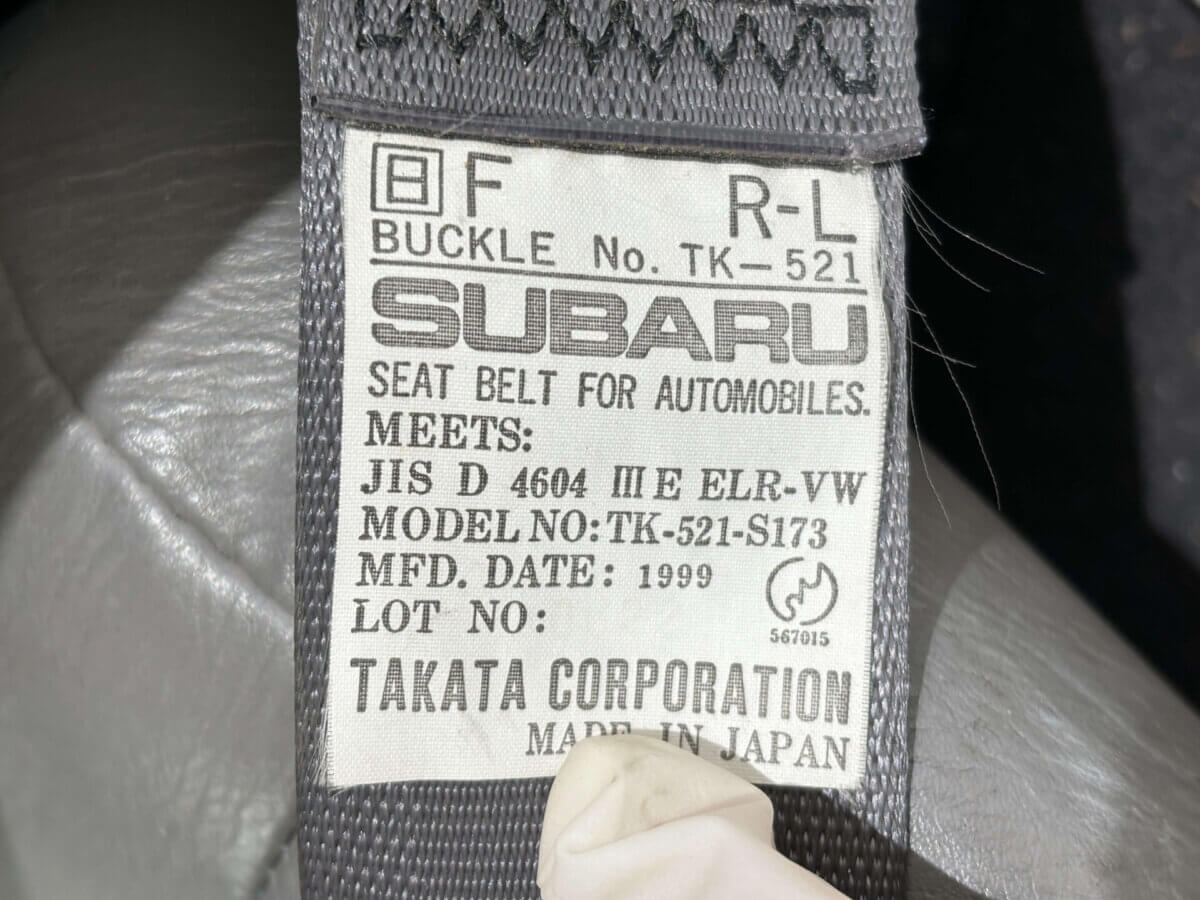 日 F R-L
BUCKLE No. TK-521
SUBARU
SEAT BELT FOR AUTOMOBILES.
MEETS:
JIS D 4604 III E ELR-VW
MODEL NO: TK-521-S173
MFD. DATE: 1999
LOT NO:
567015
TAKATA CORPORATION
MADE IN JAPAN